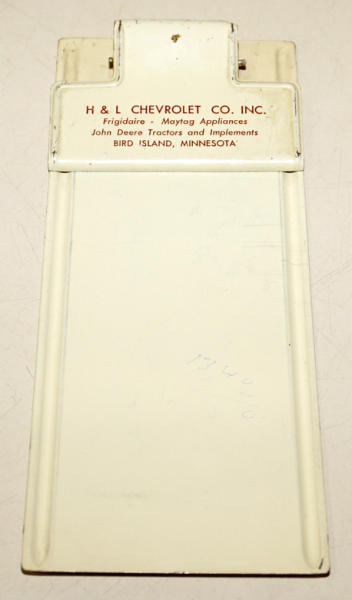 H & L CHEVROLET CO. INC.
Frigidaire - Maytag Appliances
John Deere Tractors and Implements
BIRD ISLAND, MINNESOTA